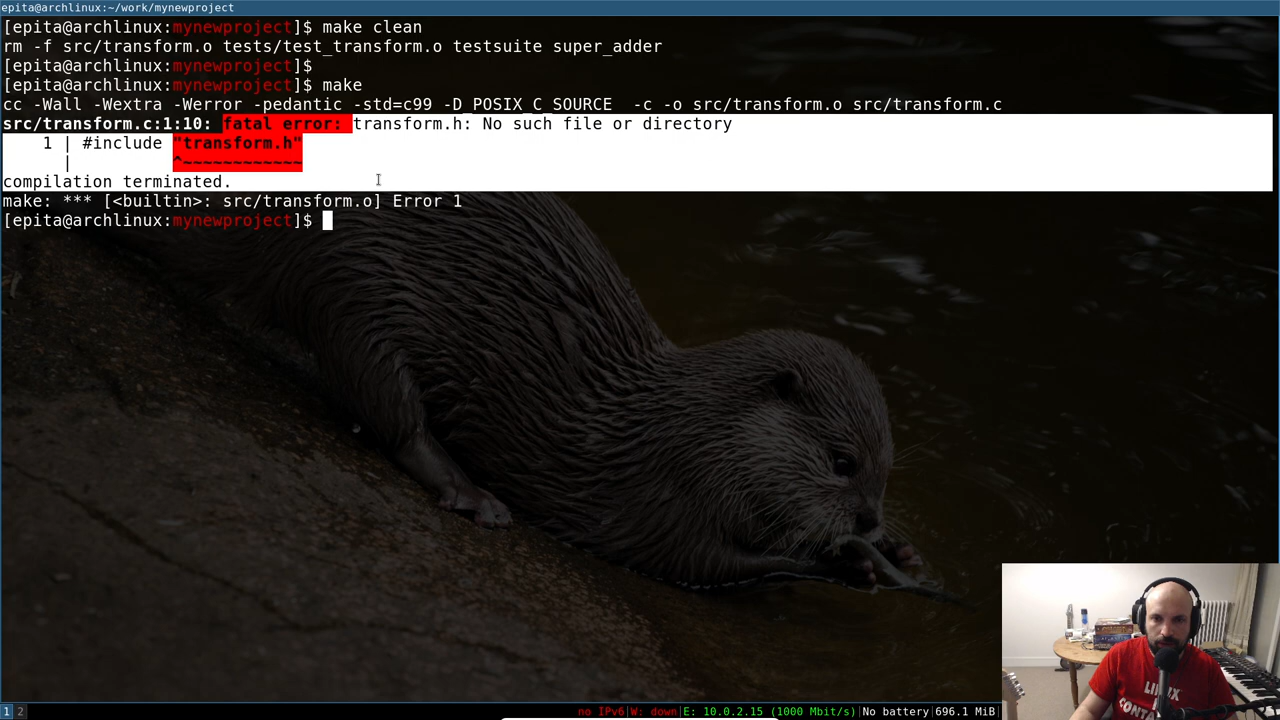 epita@archlinux:~/work/mynewproject
[epita@archlinux:mynewproject]$ make clean
rm -f src/transform.o tests/test_transform.o testsuite super_adder
[epita@archlinux:mynewproject]$
[epita@archlinux:mynewproject]$ make
cc -Wall -Wextra -Werror -pedantic -std=c99 -D_POSIX_C_SOURCE  -c -o src/transform.o src/transform.c
src/transform.c:1:10: fatal error: transform.h: No such file or directory
    1 | #include "transform.h"
      |          ^~~~~~~~~~~~~
compilation terminated.
make: *** [<builtin>: src/transform.o] Error 1
[epita@archlinux:mynewproject]$
1 2 no IPv6|W: down|E: 10.0.2.15 (1000 Mbit/s)|No battery|696.1 MiB
LINUX